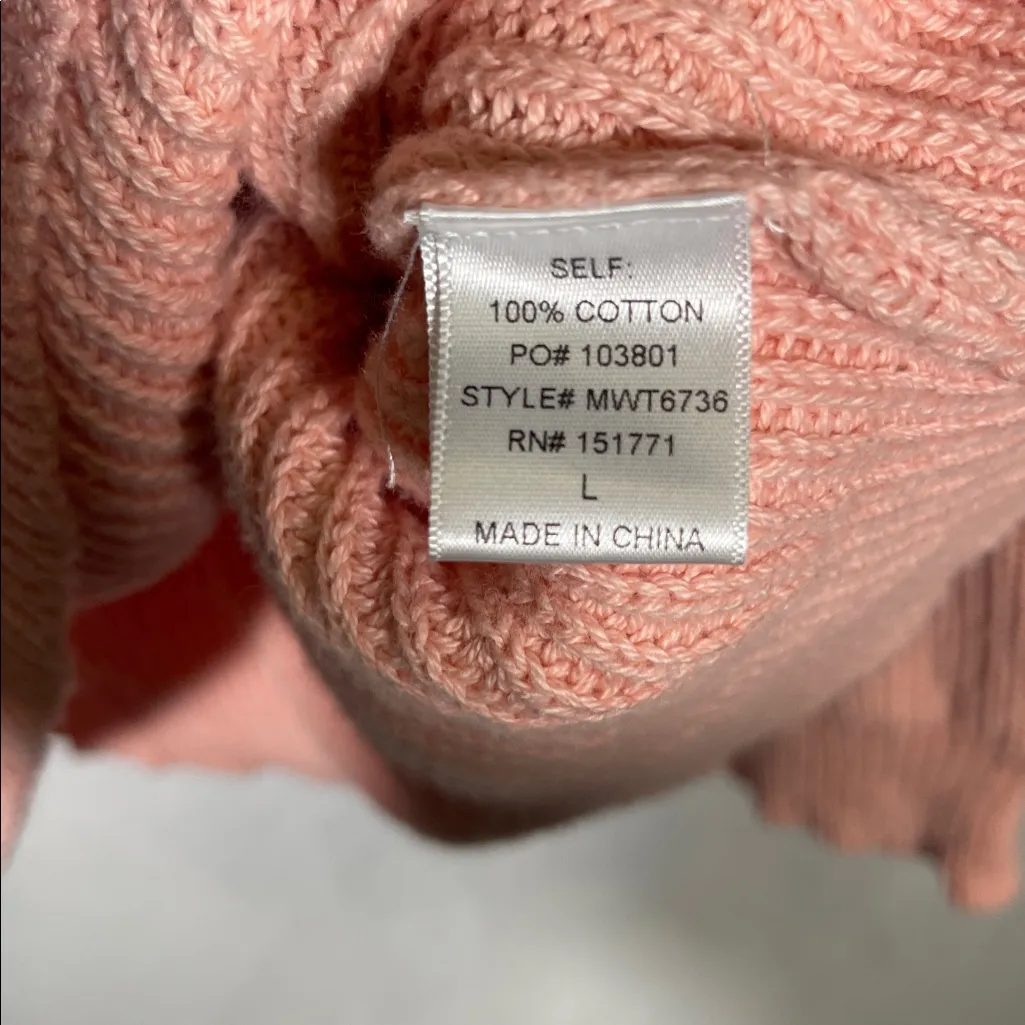 SELF:
100% COTTON
PO# 103801
STYLE# MWT6736
RN# 151771
L
MADE IN CHINA